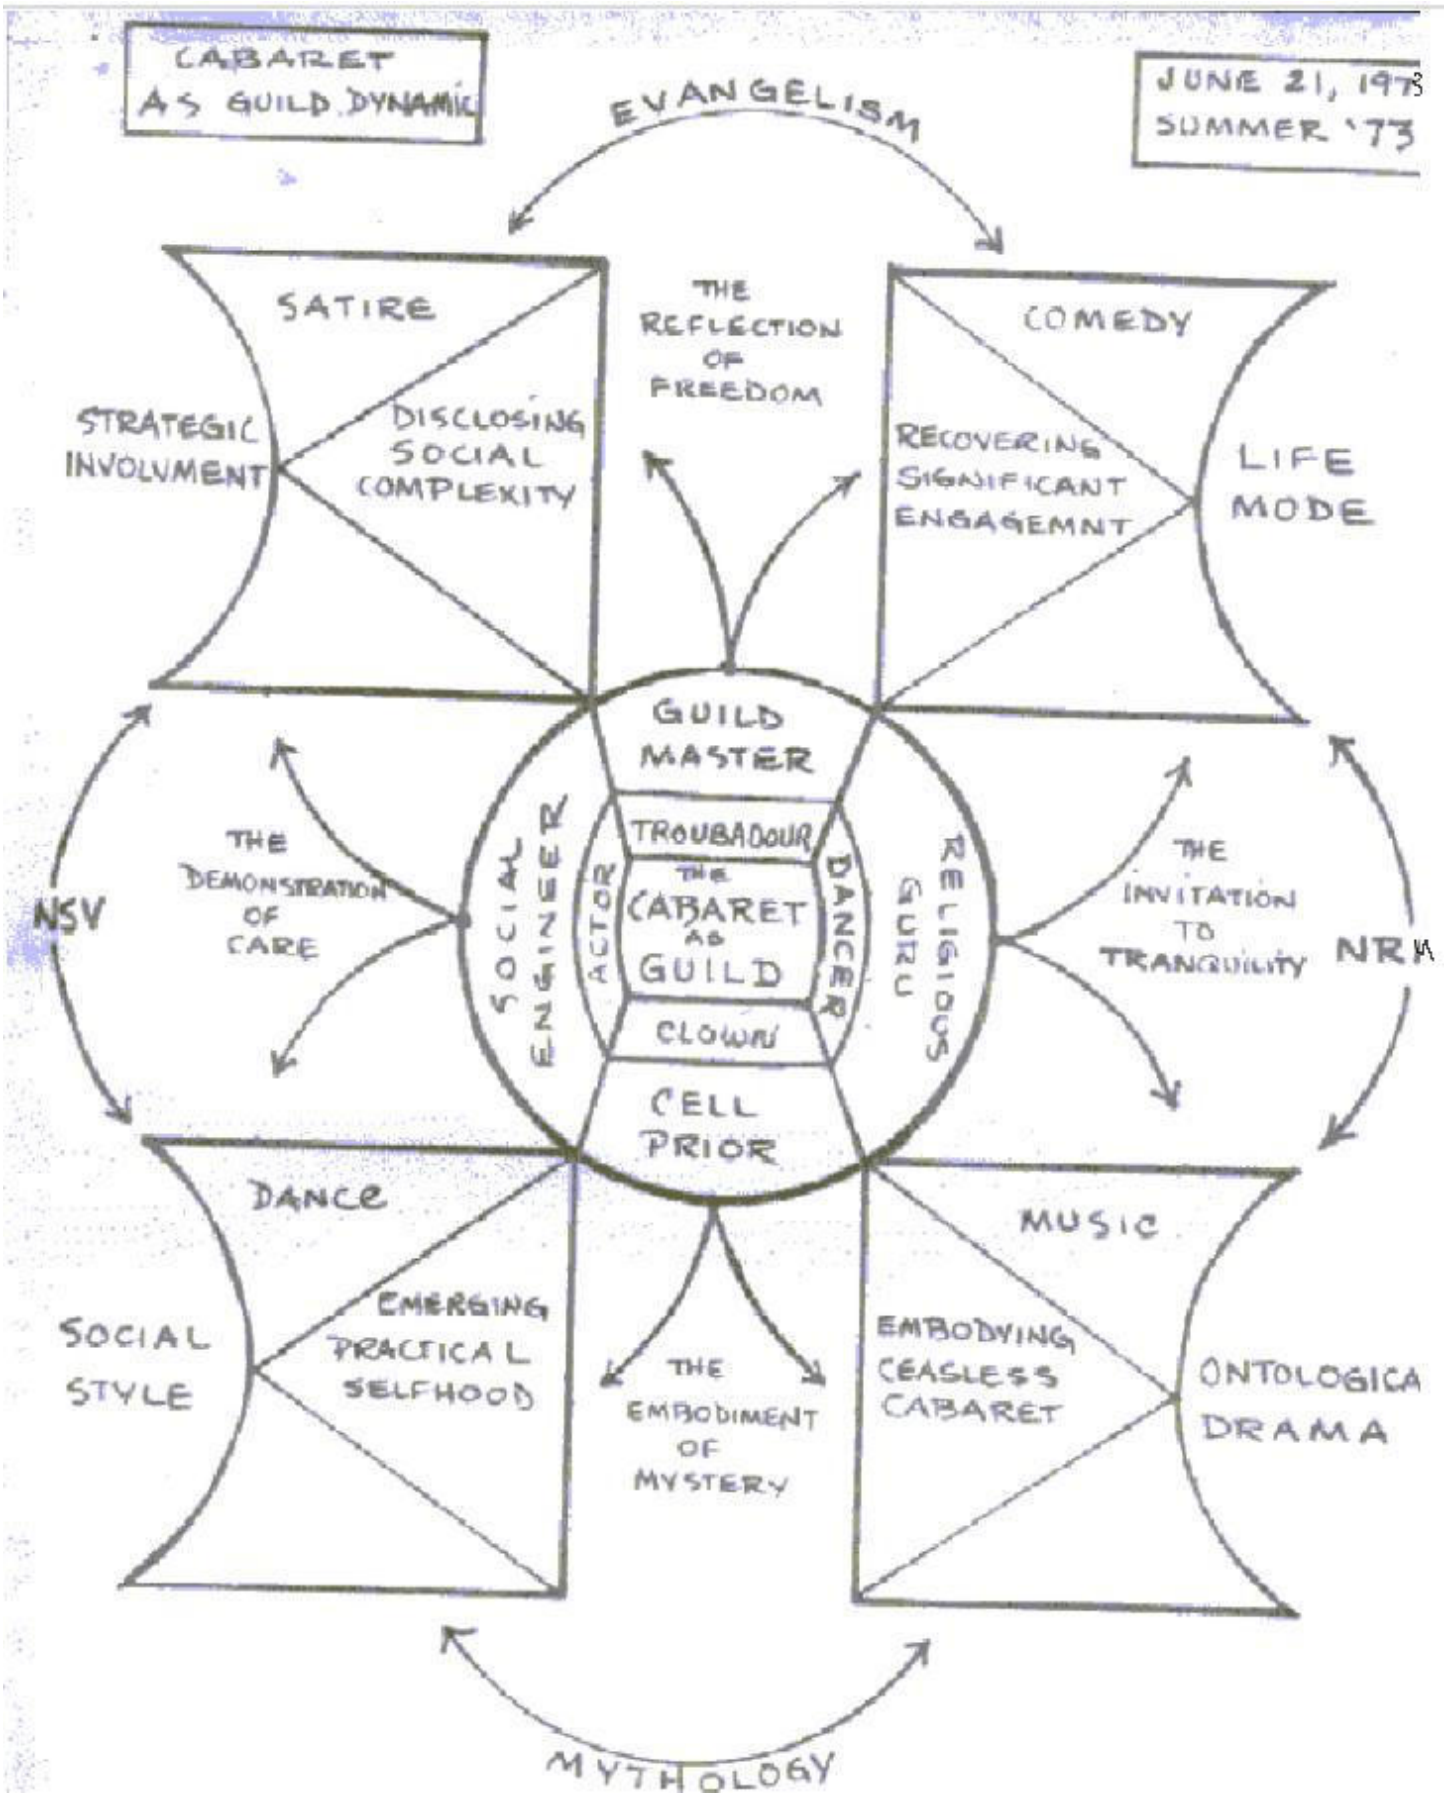 CABARET
AS GUILD DYNAMIC
EVANGELISM
JUNE 21, 1973
SUMMER '73
SATIRE
THE
REFLECTION
OF
FREEDOM
COMEDY
STRATEGIC
INVOLVMENT
DISCLOSING
SOCIAL
COMPLEXITY
RECOVERING
SIGNIFICANT
ENGAGEMNT
LIFE
MODE
GUILD
MASTER
NSV
THE
DEMONSTRATION
OF
CARE
SOCIAL
ENGINEER
ACTOR
TROUBADOUR
THE
CABARET
AS
GUILD
DANCER
RELIGIOUS
GURU
CLOWN
CELL
PRIOR
THE
INVITATION
TO
TRANQUILITY
NRM
DANCE
EMERGING
PRACTICAL
SELFHOOD
SOCIAL
STYLE
THE
EMBODIMENT
OF
MYSTERY
MUSIC
EMBODYING
CEASLESS
CABARET
ONTOLOGICA
DRAMA
MYTHOLOGY